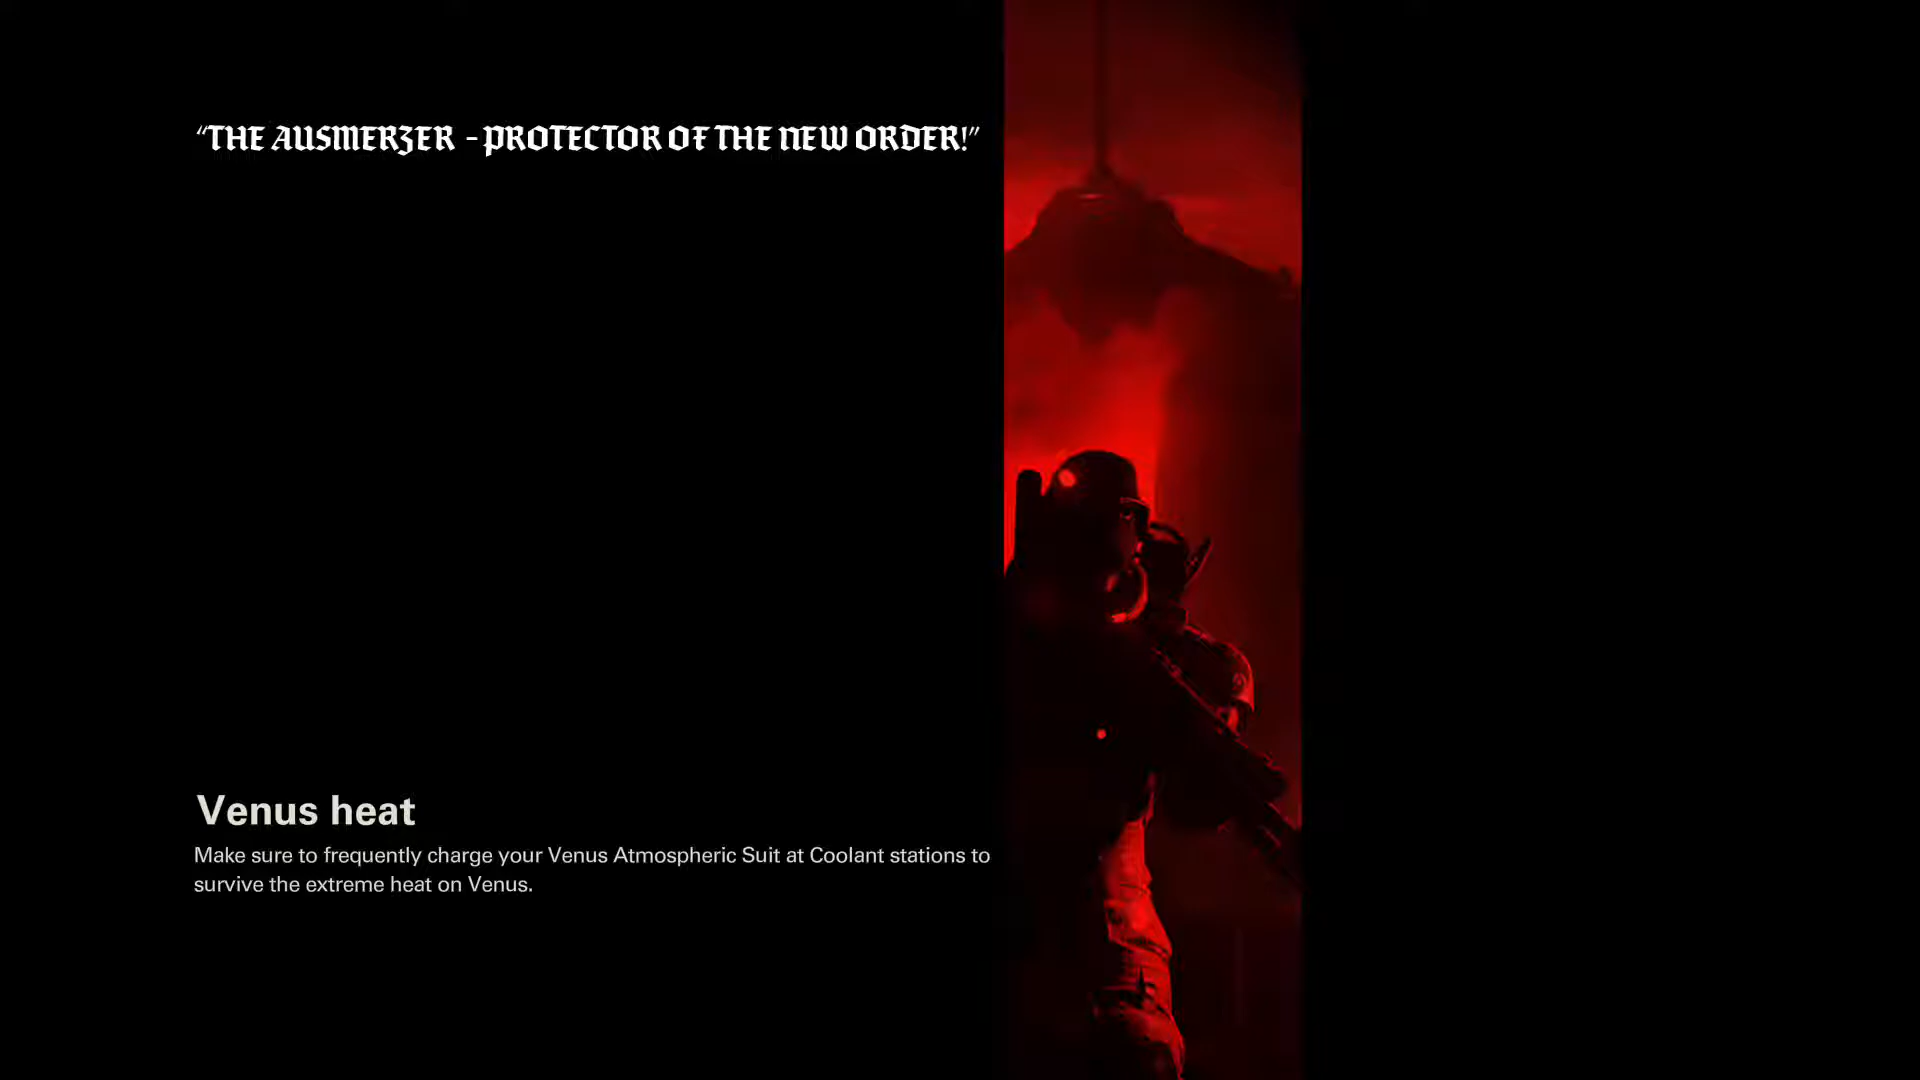 “THE AUSMERZER - PROTECTOR OF THE NEW ORDER!”
Venus heat
Make sure to frequently charge your Venus Atmospheric Suit at Coolant stations to
survive the extreme heat on Venus.